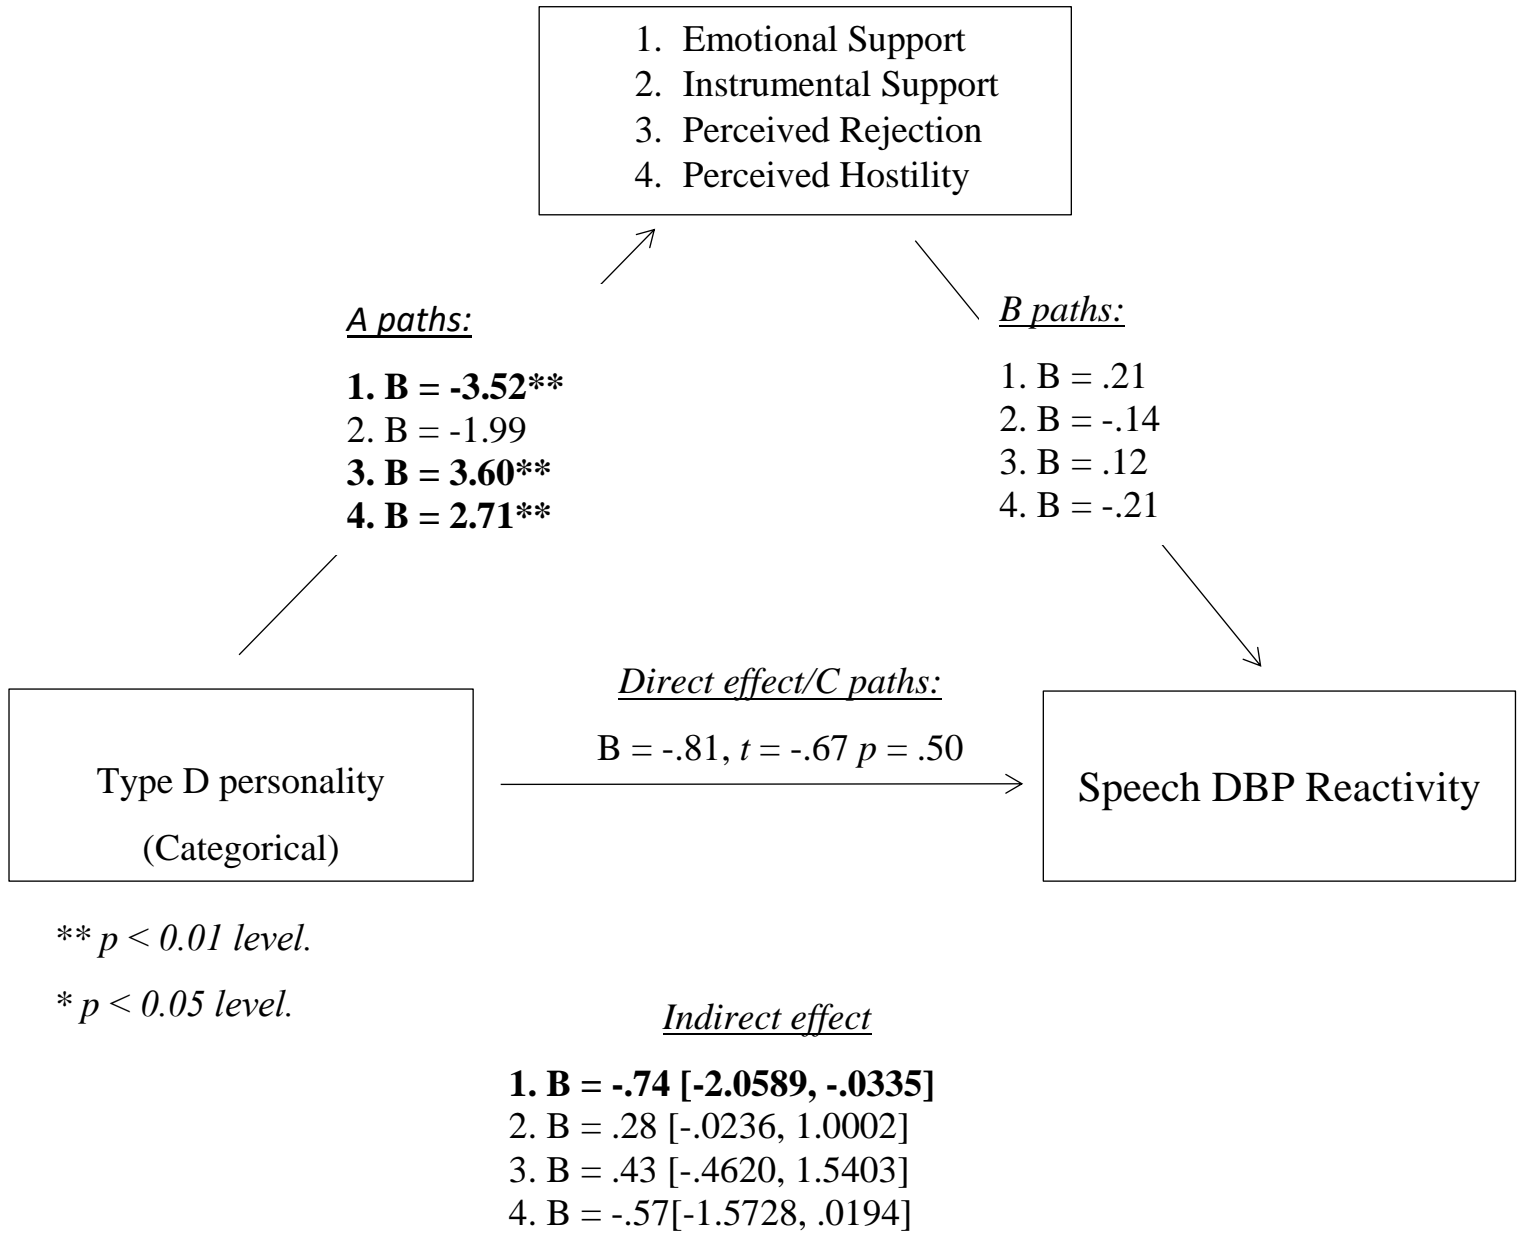 1. Emotional Support
2. Instrumental Support
3. Perceived Rejection
4. Perceived Hostility
A paths:
1. B = -3.52**
2. B = -1.99
3. B = 3.60**
4. B = 2.71**
B paths:
1. B = .21
2. B = -.14
3. B = .12
4. B = -.21
Direct effect/C paths:
B = -.81, t = -.67 p = .50
Type D personality
(Categorical)
Speech DBP Reactivity
** p < 0.01 level.
* p < 0.05 level.
Indirect effect
1. B = -.74 [-2.0589, -.0335]
2. B = .28 [-.0236, 1.0002]
3. B = .43 [-.4620, 1.5403]
4. B = -.57[-1.5728, .0194]